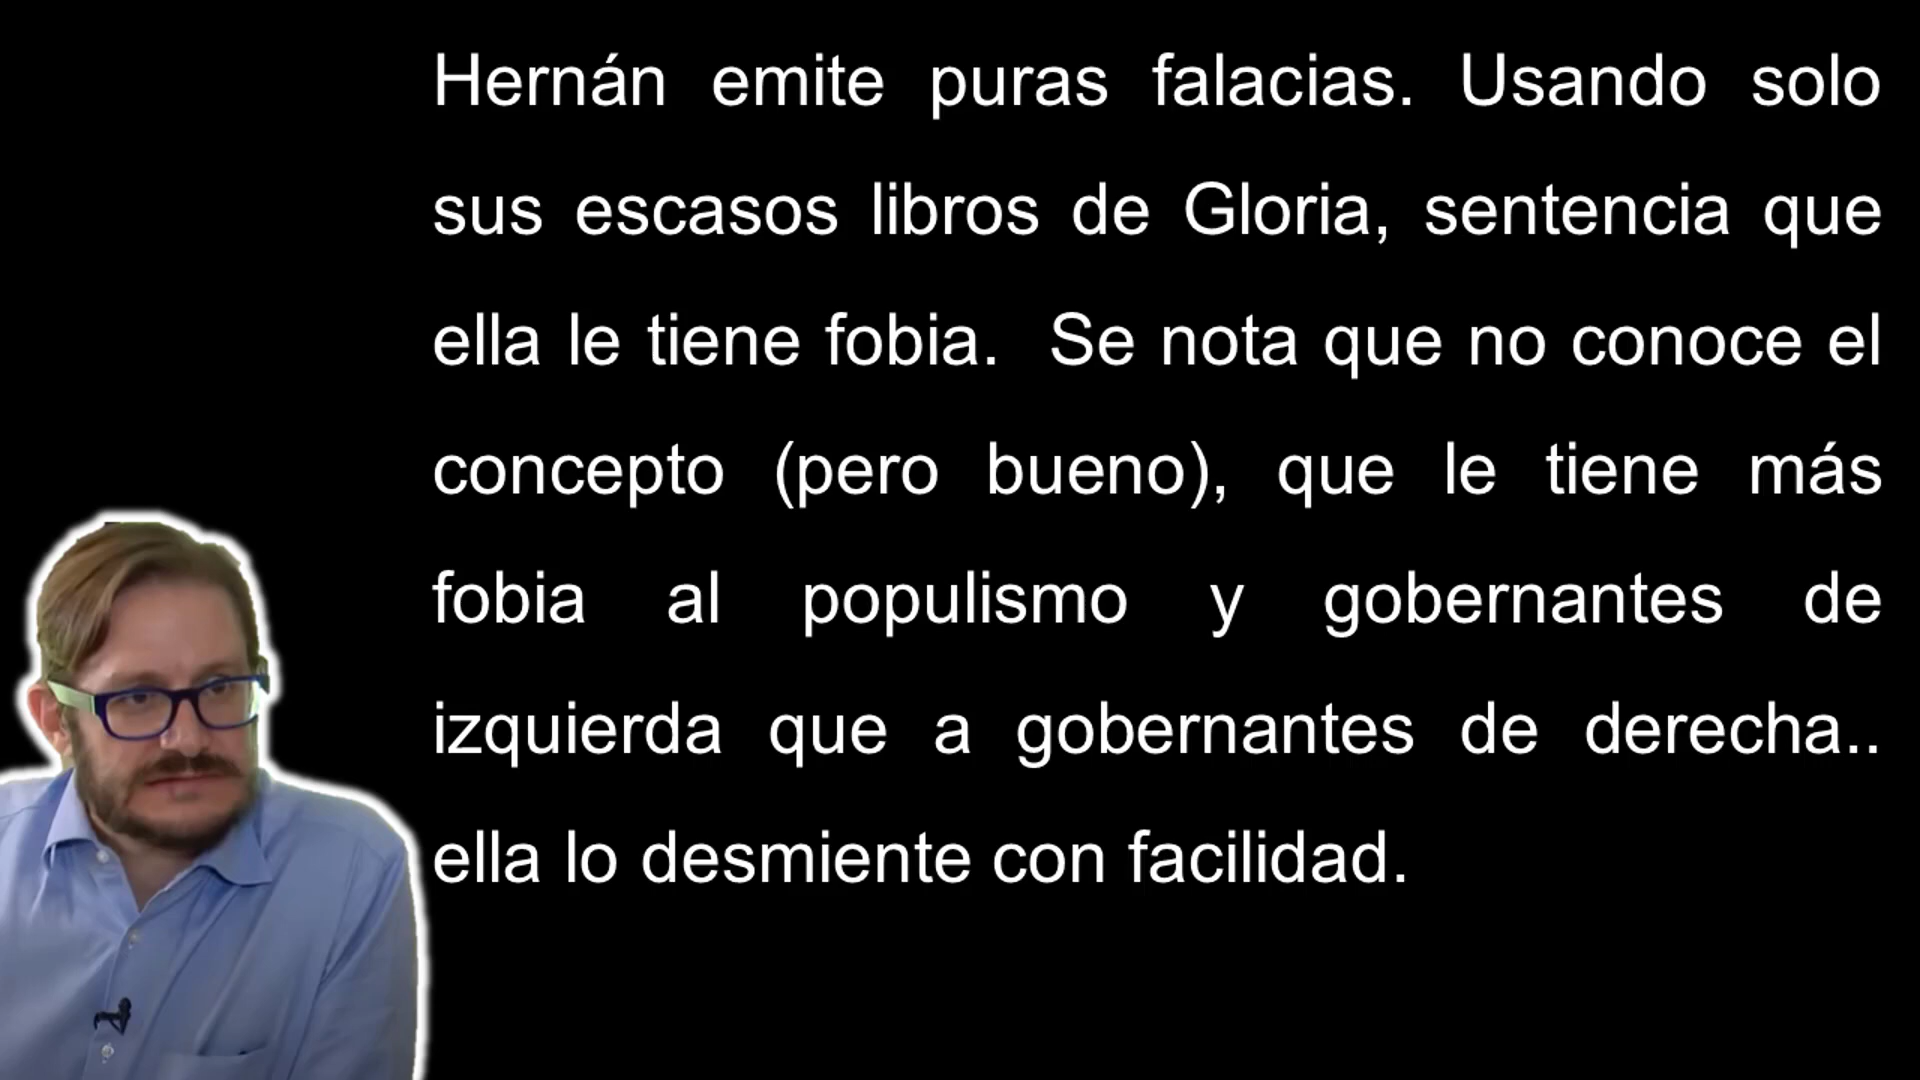 Hernán emite puras falacias. Usando solo
sus escasos libros de Gloria, sentencia que
ella le tiene fobia.  Se nota que no conoce el
concepto (pero bueno), que le tiene más
fobia al populismo y gobernantes de
izquierda que a gobernantes de derecha..
ella lo desmiente con facilidad.